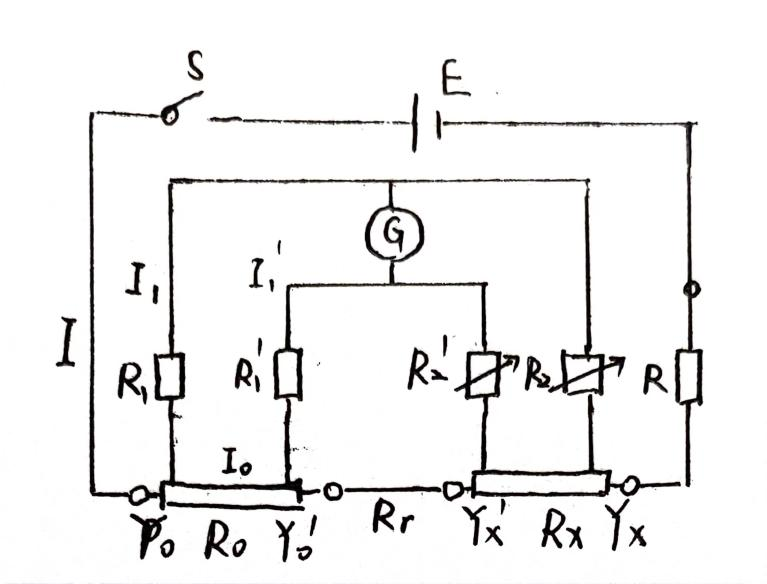 S
E
G
I₁
I₁'
I
R₁
R₁'
R₂'
R₂
R
I₀
R₀
Y₀'
Rr
Yx'
Rx
Yx